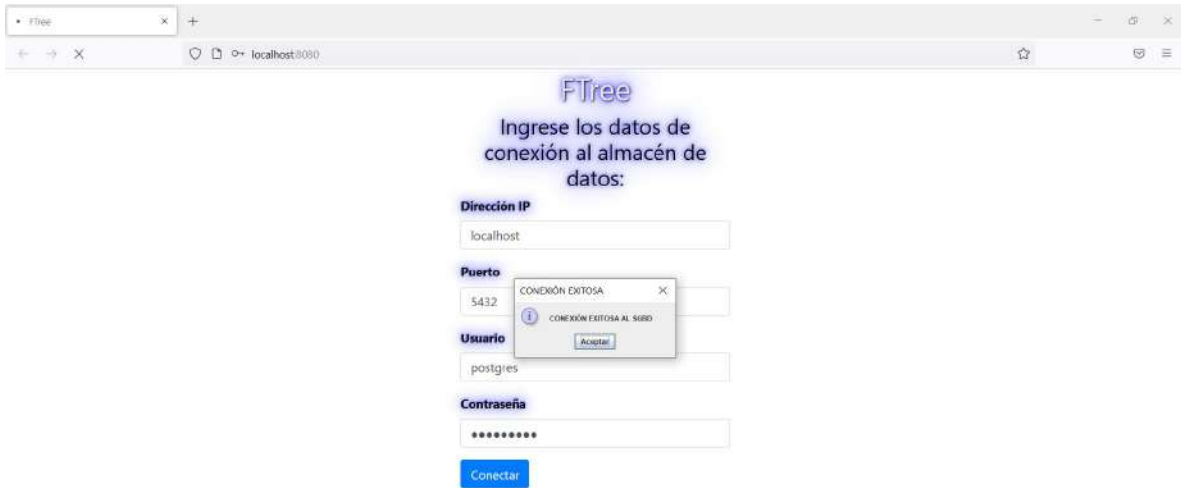 FTree
localhost:8080
FTree
Ingrese los datos de
conexión al almacén de
datos:
Dirección IP
localhost
Puerto
5432
CONEXIÓN EXITOSA
CONEXIÓN EXITOSA AL SGBD
Aceptar
Usuario
postgres
Contraseña
Conectar